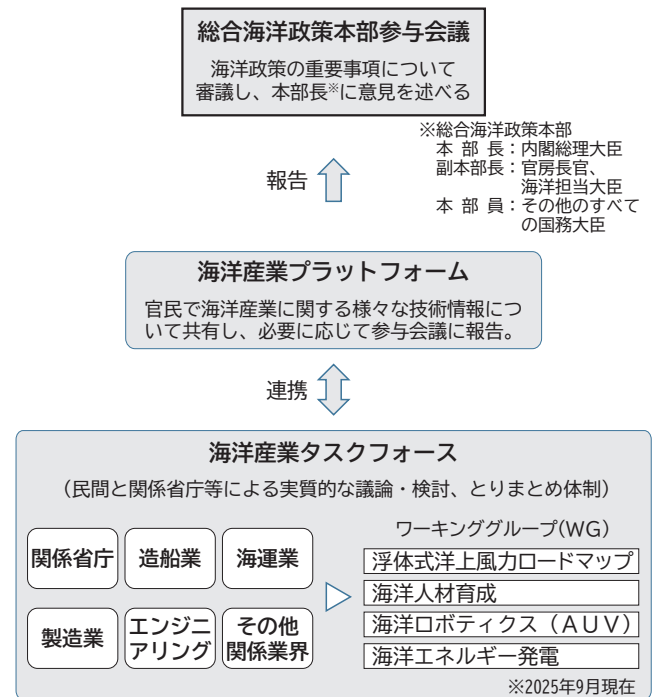 総合海洋政策本部参与会議
海洋政策の重要事項について
審議し、本部長※に意見を述べる
※総合海洋政策本部
本 部 長：内閣総理大臣
副本部長：官房長官、
海洋担当大臣
本 部 員：その他のすべて
の国務大臣
報告
海洋産業プラットフォーム
官民で海洋産業に関する様々な技術情報につ
いて共有し、必要に応じて参与会議に報告。
連携
海洋産業タスクフォース
（民間と関係省庁等による実質的な議論・検討、とりまとめ体制）
関係省庁
造船業
海運業
製造業
エンジニ
アリング
その他
関係業界
ワーキンググループ(WG)
浮体式洋上風力ロードマップ
海洋人材育成
海洋ロボティクス（ＡＵＶ）
海洋エネルギー発電
※2025年9月現在